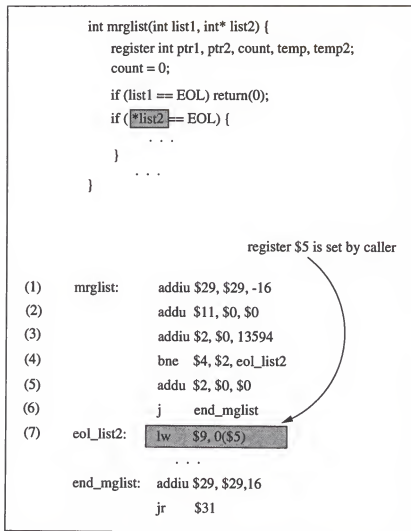 int mrglist(int list1, int* list2) {
register int ptr1, ptr2, count, temp, temp2;
count = 0;
if (list1 == EOL) return(0);
if ( *list2 == EOL) {
. . .
}
. . .
}
register $5 is set by caller
(1) mrglist: addiu $29, $29, -16
(2) addu $11, $0, $0
(3) addiu $2, $0, 13594
(4) bne $4, $2, eol_list2
(5) addu $2, $0, $0
(6) j end_mglist
(7) eol_list2: lw $9, 0($5)
. . .
end_mglist: addiu $29, $29,16
jr $31